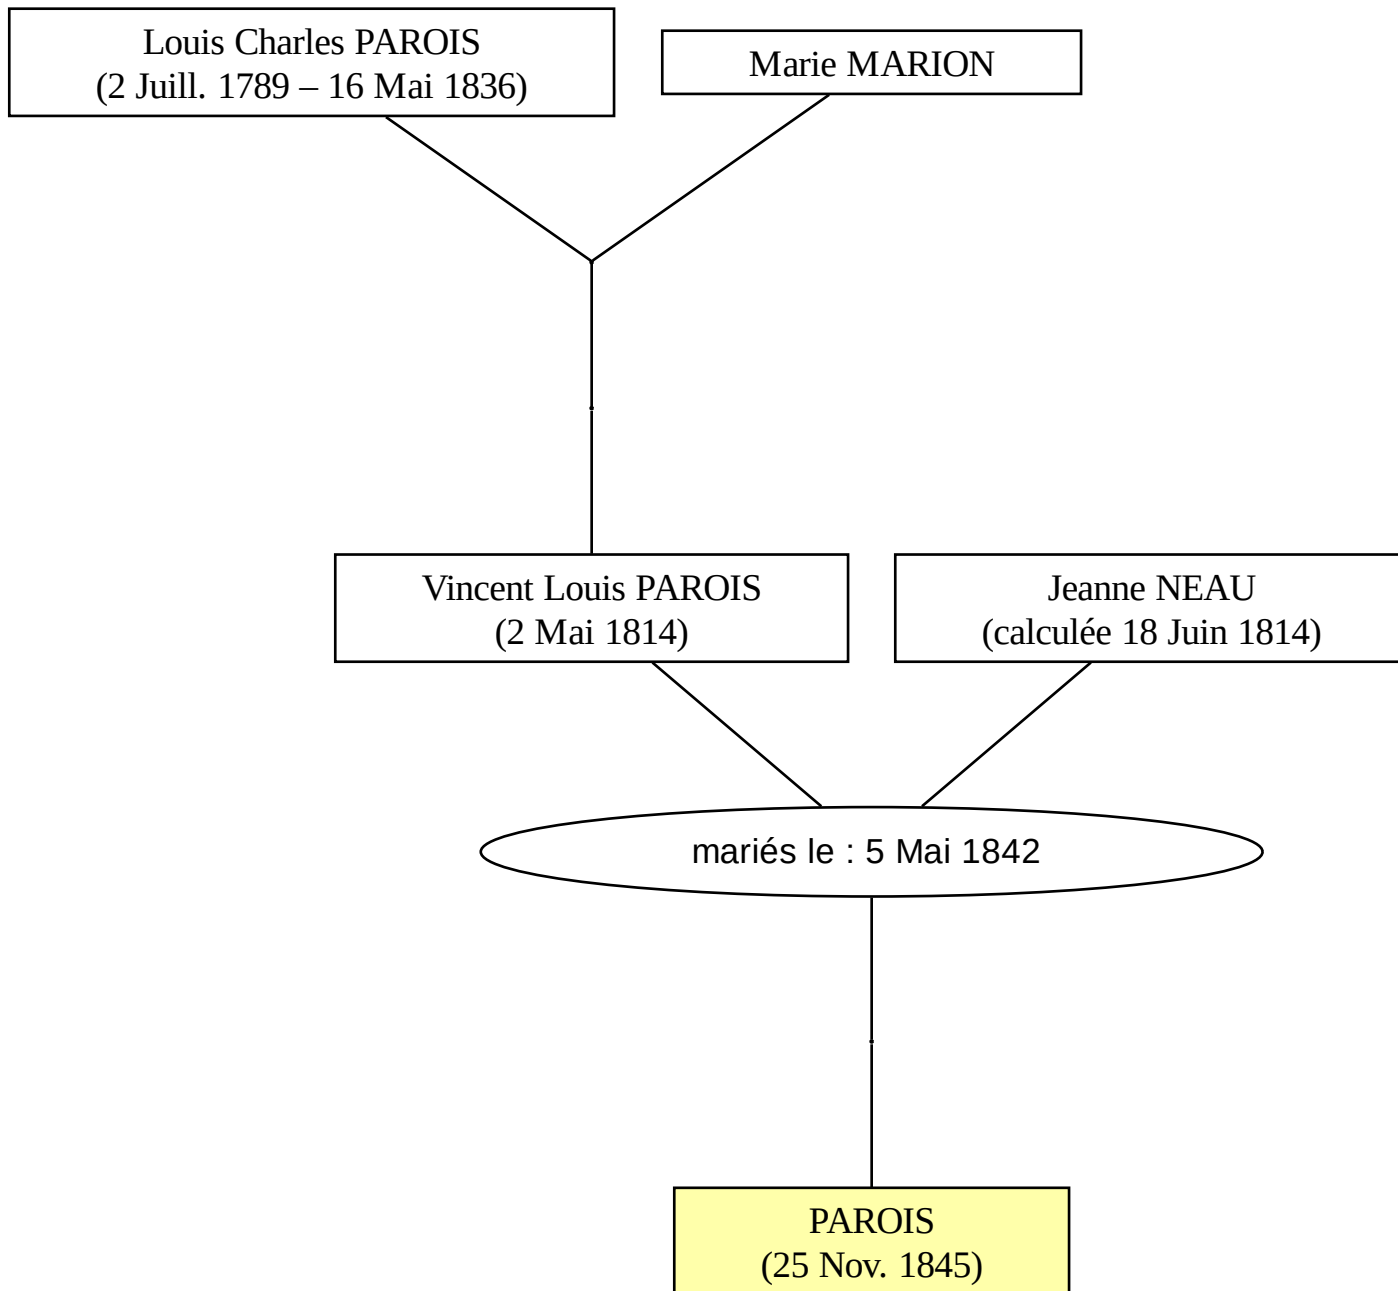 Louis Charles PAROIS
(2 Juill. 1789 – 16 Mai 1836)
Marie MARION
Vincent Louis PAROIS
(2 Mai 1814)
Jeanne NEAU
(calculée 18 Juin 1814)
mariés le : 5 Mai 1842
PAROIS
(25 Nov. 1845)